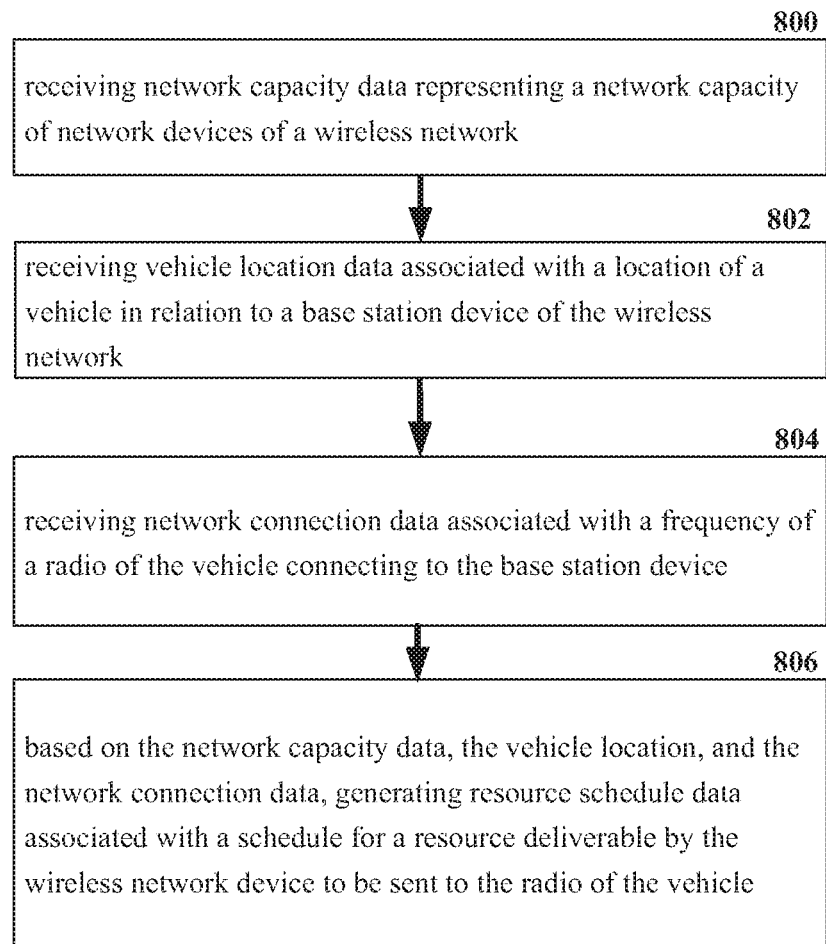 800
receiving network capacity data representing a network capacity
of network devices of a wireless network
802
receiving vehicle location data associated with a location of a
vehicle in relation to a base station device of the wireless
network
804
receiving network connection data associated with a frequency of
a radio of the vehicle connecting to the base station device
806
based on the network capacity data, the vehicle location, and the
network connection data, generating resource schedule data
associated with a schedule for a resource deliverable by the
wireless network device to be sent to the radio of the vehicle